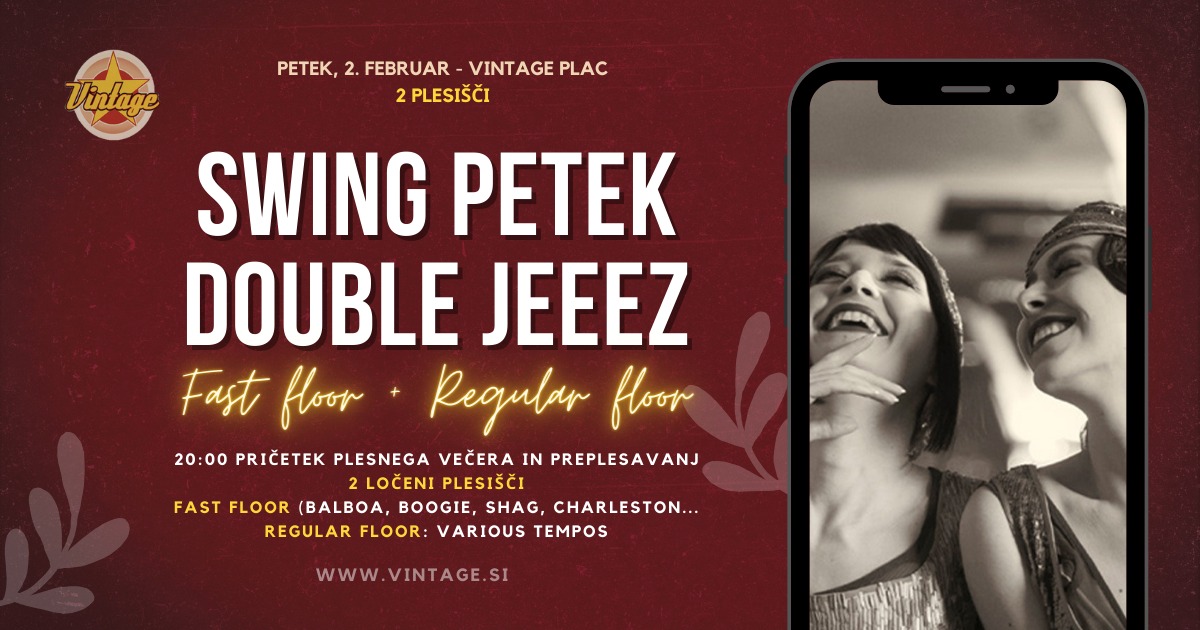 Vintage
PETEK, 2. FEBRUAR - VINTAGE PLAC
2 PLESIŠČI
SWING PETEK
DOUBLE JEEEZ
Fast floor + Regular floor
20:00 PRIČETEK PLESNEGA VEČERA IN PREPLESAVANJ
2 LOČENI PLESIŠČI
FAST FLOOR (BALBOA, BOOGIE, SHAG, CHARLESTON...
REGULAR FLOOR: VARIOUS TEMPOS
WWW.VINTAGE.SI